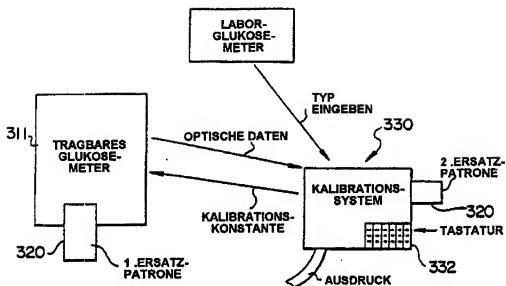 LABOR-
GLUKOSE-
METER
TYP
EINGEBEN
330
311
TRAGBARES
GLUKOSE-
METER
OPTISCHE DATEN
KALIBRATIONS-
KONSTANTE
KALIBRATIONS-
SYSTEM
2.ERSATZ-
PATRONE
320
TASTATUR
332
AUSDRUCK
320
1.ERSATZ-
PATRONE